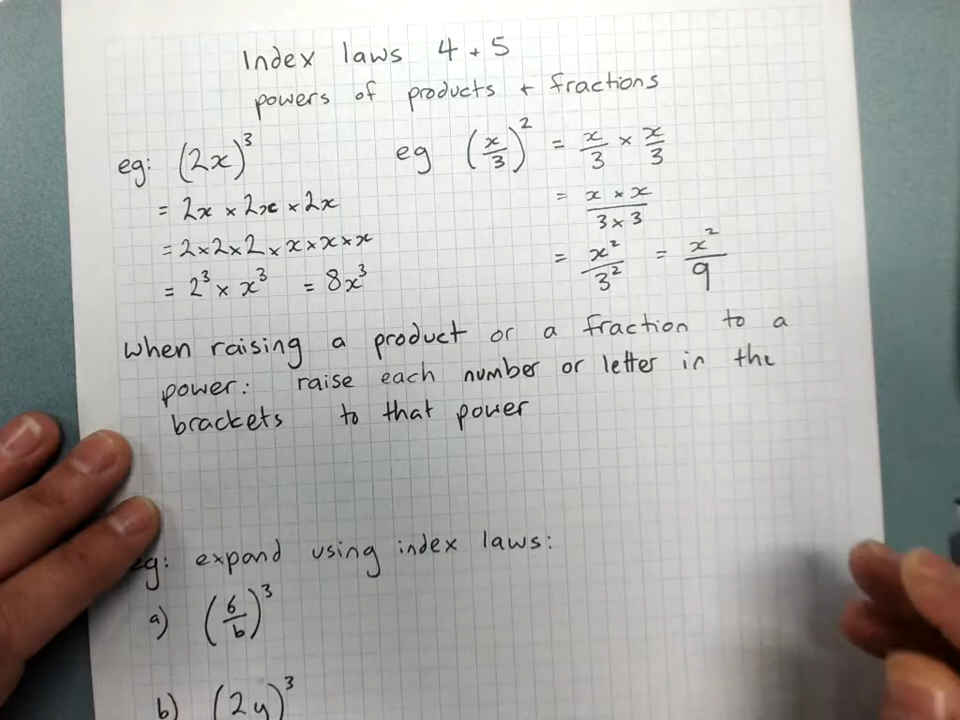 Index laws 4 + 5
powers of products + fractions
eg: (2x)³
= 2x × 2x × 2x
= 2×2×2 × x × x × x
= 2³ × x³ = 8x³
eg (x/3)² = x/3 × x/3
= x × x / 3 × 3
= x²/3² = x²/9
When raising a product or a fraction to a
power: raise each number or letter in the
brackets to that power
eg: expand using index laws:
a) (6/b)³
b) (2y)³